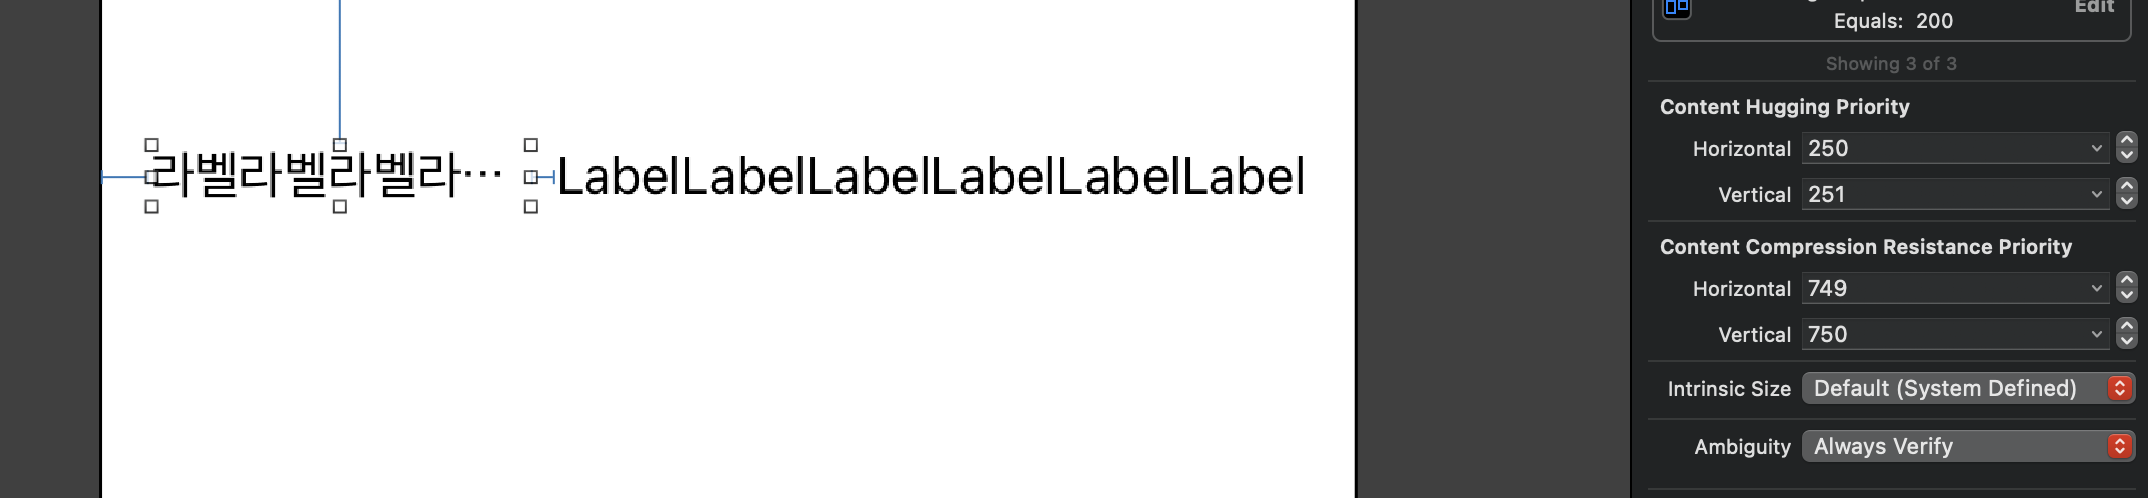 Edit
Equals: 200
Showing 3 of 3
Content Hugging Priority
Horizontal 250
Vertical 251
Content Compression Resistance Priority
Horizontal 749
Vertical 750
Intrinsic Size Default (System Defined)
Ambiguity Always Verify
라벨라벨라벨라… LabelLabelLabelLabelLabelLabel